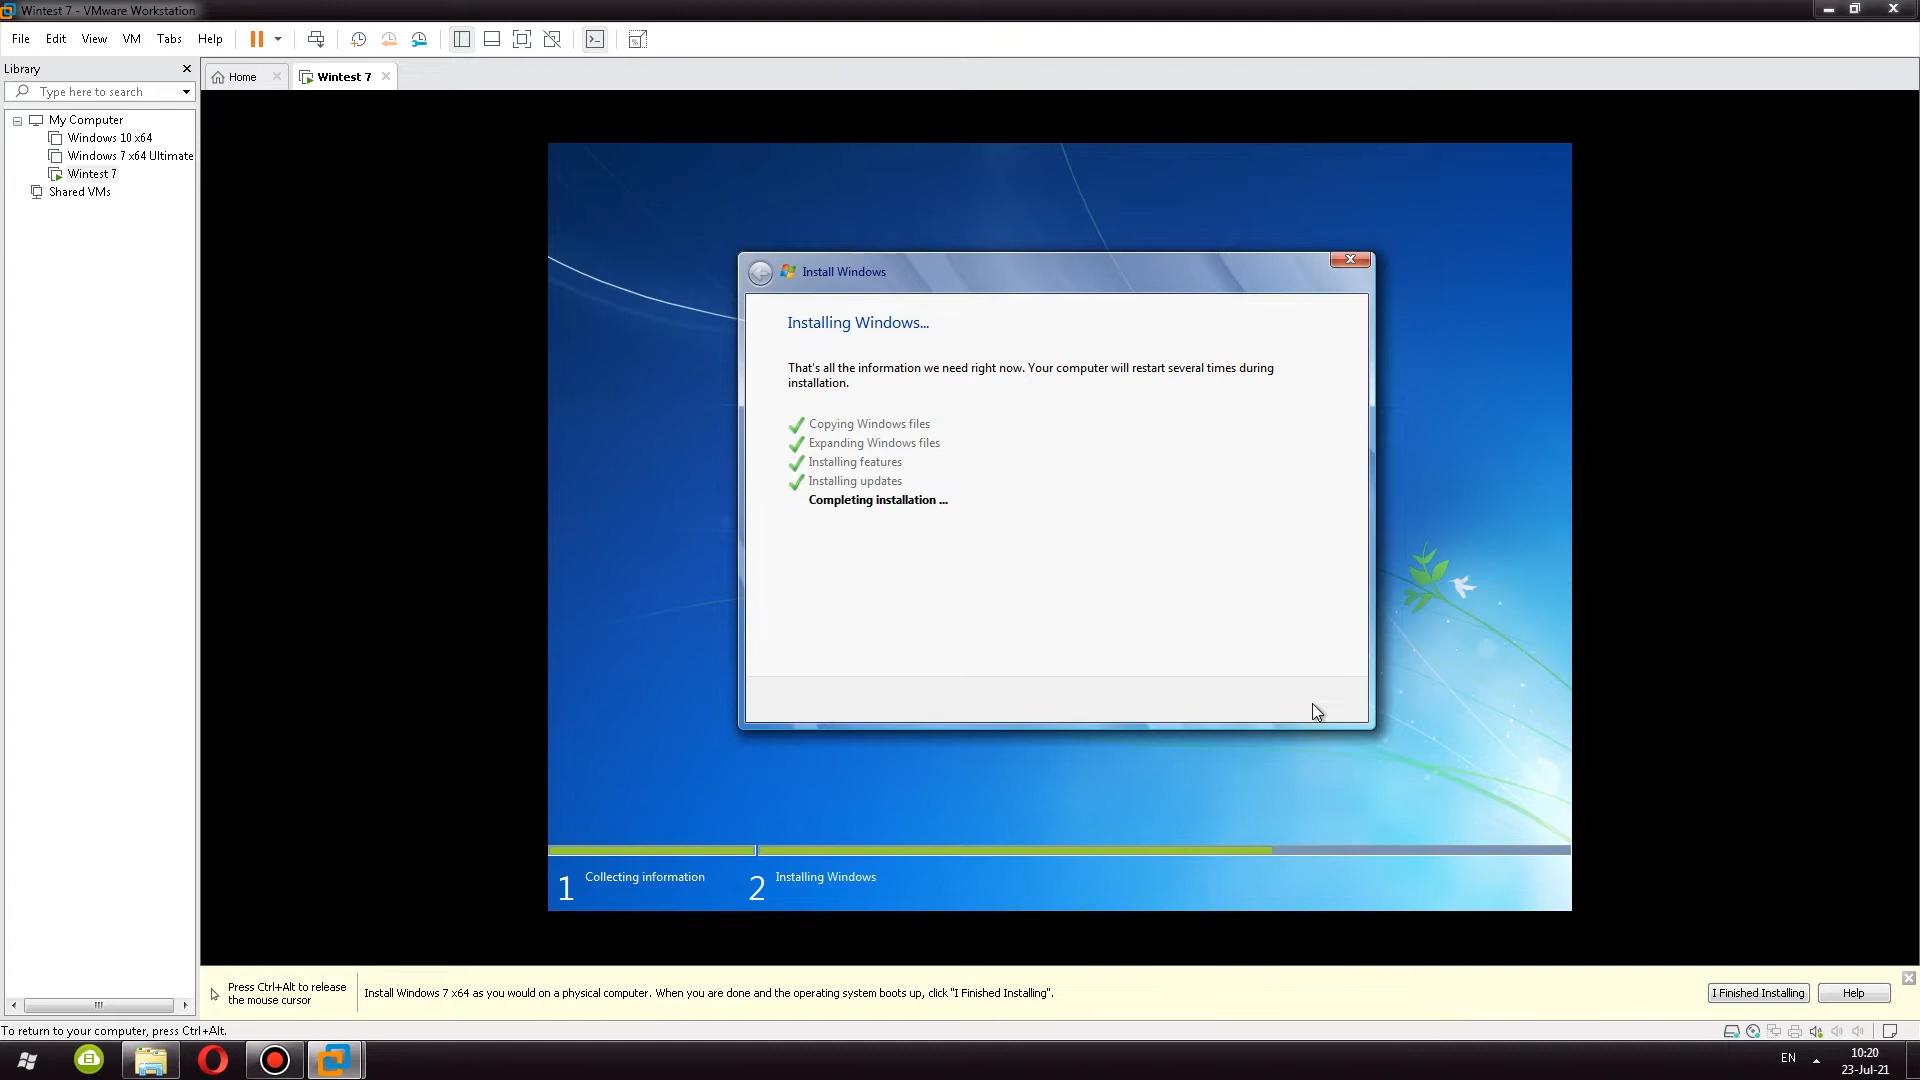 Wintest 7 - VMware Workstation
File Edit View VM Tabs Help
Library
Type here to search
My Computer
Windows 10 x64
Windows 7 x64 Ultimate
Wintest 7
Shared VMs
Home
Wintest 7
Install Windows
Installing Windows...
That's all the information we need right now. Your computer will restart several times during
installation.
Copying Windows files
Expanding Windows files
Installing features
Installing updates
Completing installation ...
1 Collecting information
2 Installing Windows
Press Ctrl+Alt to release
the mouse cursor
Install Windows 7 x64 as you would on a physical computer. When you are done and the operating system boots up, click "I Finished Installing".
I Finished Installing
Help
To return to your computer, press Ctrl+Alt.
EN
10:20
23-Jul-21